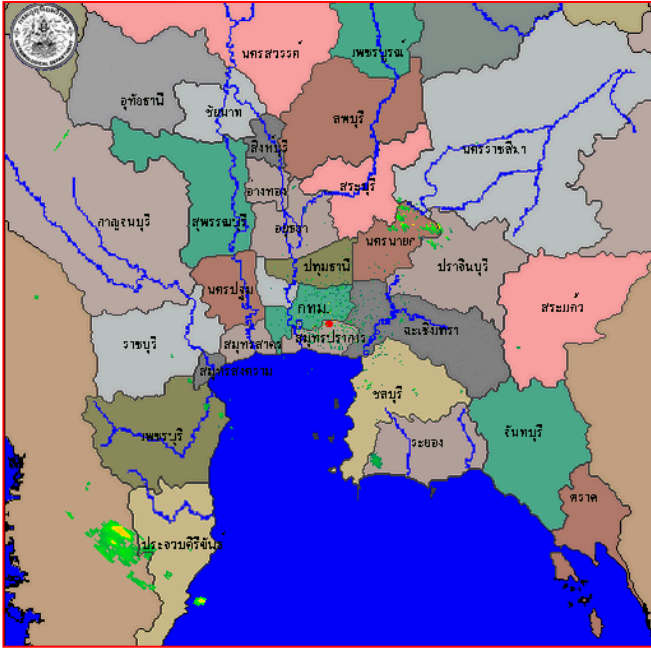 นครสวรรค์
เพชรบูรณ์
อุทัยธานี
ชัยนาท
ลพบุรี
สิงห์บุรี
นครราชสีมา
อ่างทอง
สระบุรี
กาญจนบุรี
สุพรรณบุรี
อยุธยา
นครนายก
ปราจีนบุรี
ปทุมธานี
นครปฐม
กทม.
สระแก้ว
ราชบุรี
สมุทรสาคร
สมุทรปราการ
ฉะเชิงเทรา
สมุทรสงคราม
ชลบุรี
เพชรบุรี
ระยอง
จันทบุรี
ตราด
ประจวบคีรีขันธ์